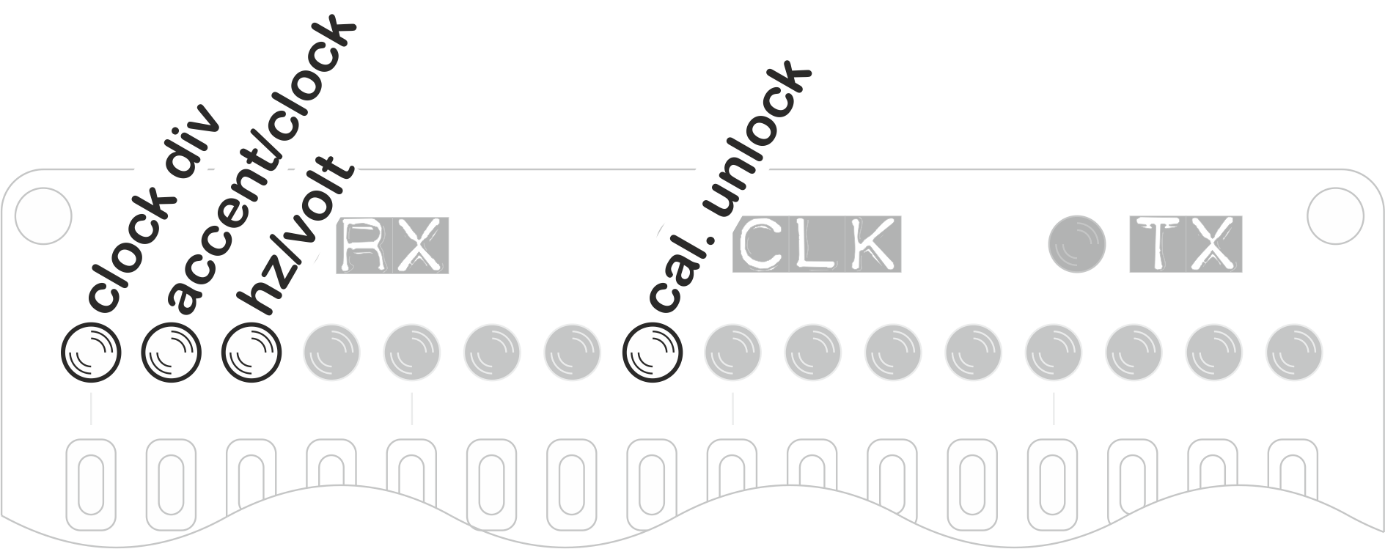 clock div
accent/clock
hz/volt
cal. unlock
RX
CLK
TX